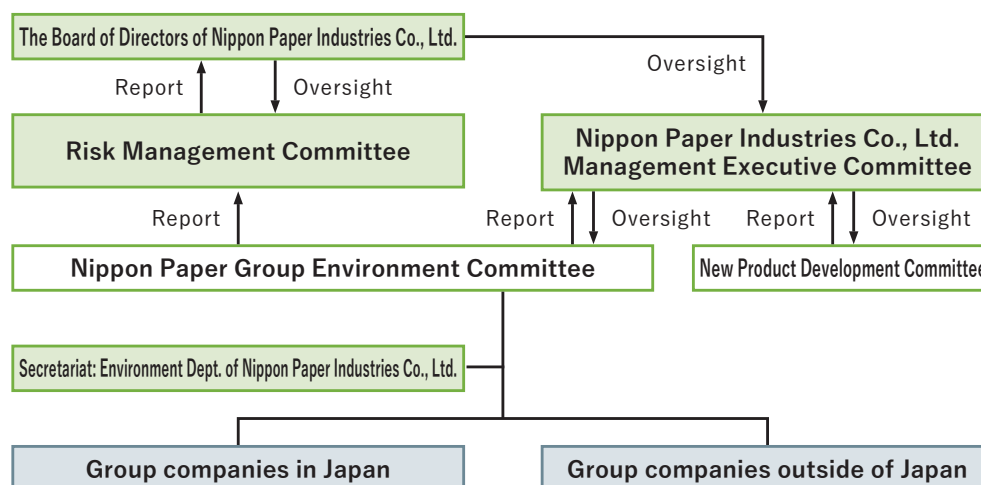 The Board of Directors of Nippon Paper Industries Co., Ltd.
Oversight
Report
Oversight
Risk Management Committee
Nippon Paper Industries Co., Ltd.
Management Executive Committee
Report
Report
Oversight
Report
Oversight
Nippon Paper Group Environment Committee
New Product Development Committee
Secretariat: Environment Dept. of Nippon Paper Industries Co., Ltd.
Group companies in Japan
Group companies outside of Japan